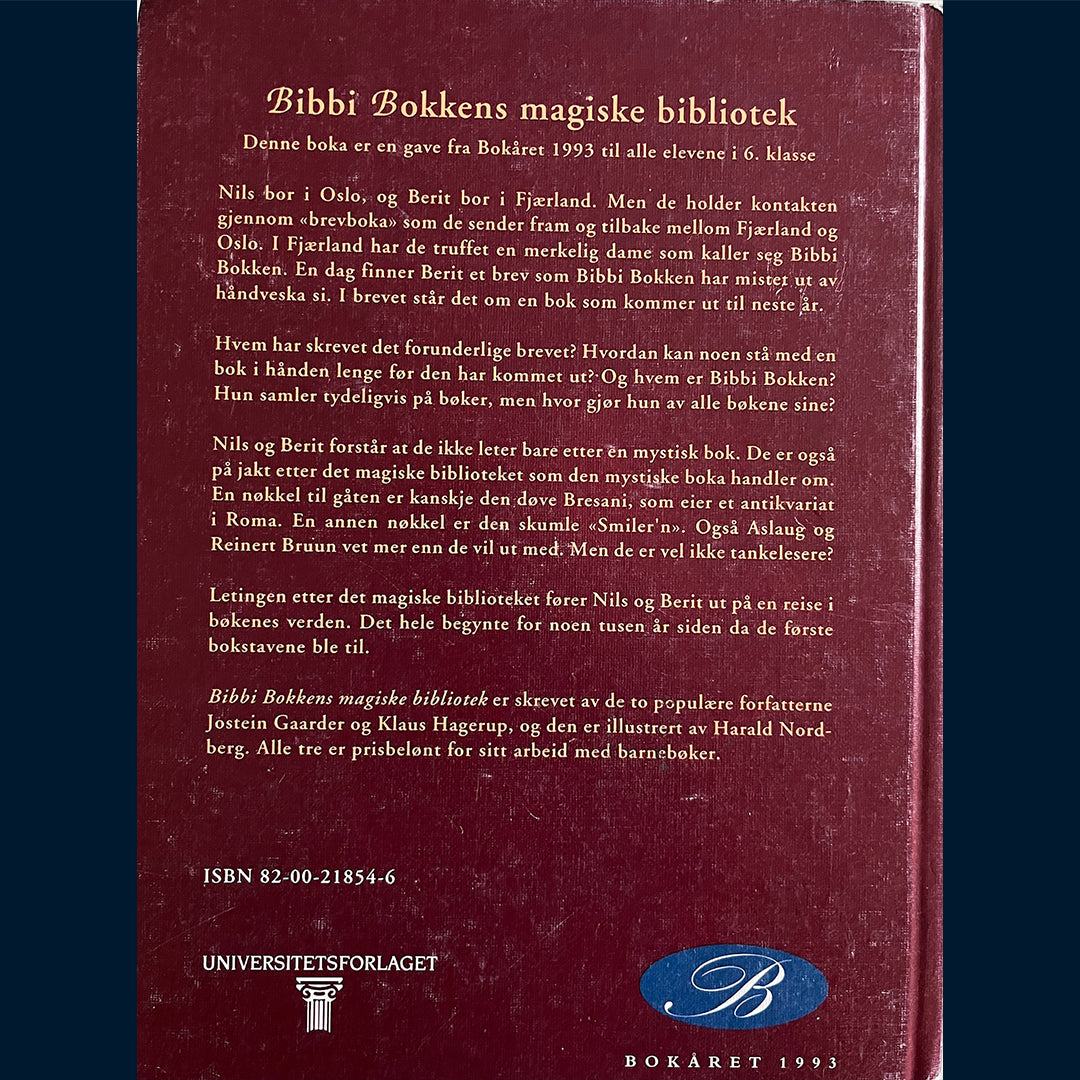 Bibbi Bokkens magiske bibliotek
Denne boka er en gave fra Bokåret 1993 til alle elevene i 6. klasse
Nils bor i Oslo, og Berit bor i Fjærland. Men de holder kontakten
gjennom «brevboka» som de sender fram og tilbake mellom Fjærland og
Oslo. I Fjærland har de truffet en merkelig dame som kaller seg Bibbi
Bokken. En dag finner Berit et brev som Bibbi Bokken har mistet ut av
håndveska si. I brevet står det om en bok som kommer ut til neste år.
Hvem har skrevet det forunderlige brevet? Hvordan kan noen stå med en
bok i hånden lenge før den har kommet ut? Og hvem er Bibbi Bokken?
Hun samler tydeligvis på bøker, men hvor gjør hun av alle bøkene sine?
Nils og Berit forstår at de ikke leter bare etter èn mystisk bok. De er også
på jakt etter det magiske biblioteket som den mystiske boka handler om.
En nøkkel til gåten er kanskje den døve Bresani, som eier et antikvariat
i Roma. En annen nøkkel er den skumle «Smiler'n». Også Aslaug og
Reinert Bruun vet mer enn de vil ut med. Men de er vel ikke tankelesere?
Letingen etter det magiske biblioteket fører Nils og Berit ut på en reise i
bøkenes verden. Det hele begynte for noen tusen år siden da de første
bokstavene ble til.
Bibbi Bokkens magiske bibliotek er skrevet av de to populære forfatterne
Jostein Gaarder og Klaus Hagerup, og den er illustrert av Harald Nord-
berg. Alle tre er prisbelønt for sitt arbeid med barnebøker.
ISBN 82-00-21854-6
UNIVERSITETSFORLAGET
B
BOKÅRET 1993